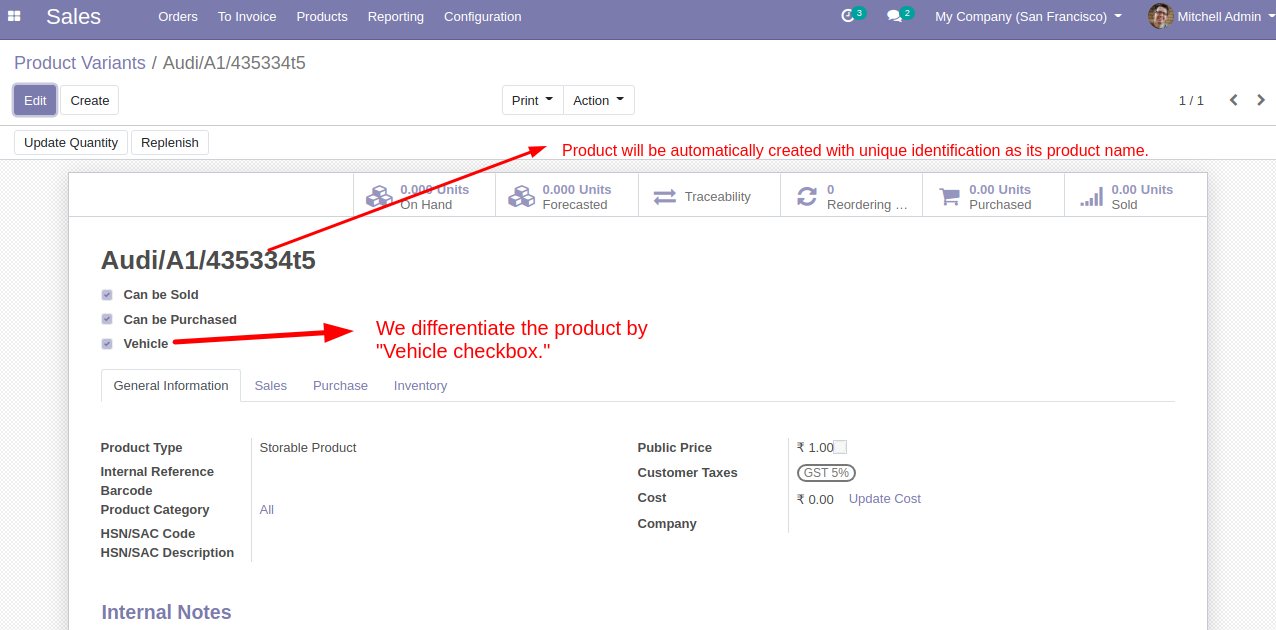 Sales Orders To Invoice Products Reporting Configuration 3 2 My Company (San Francisco) Mitchell Admin
Product Variants / Audi/A1/435334t5
Edit Create Print Action 1 / 1
Update Quantity Replenish
Product will be automatically created with unique identification as its product name.
0.000 Units 0.000 Units Traceability 0 0.00 Units 0.00 Units
On Hand Forecasted Reordering ... Purchased Sold
Audi/A1/435334t5
Can be Sold
Can be Purchased
Vehicle
We differentiate the product by
"Vehicle checkbox."
General Information Sales Purchase Inventory
Product Type Storable Product
Internal Reference
Barcode
Product Category All
HSN/SAC Code
HSN/SAC Description
Public Price ₹ 1.00
Customer Taxes GST 5%
Cost ₹ 0.00 Update Cost
Company
Internal Notes